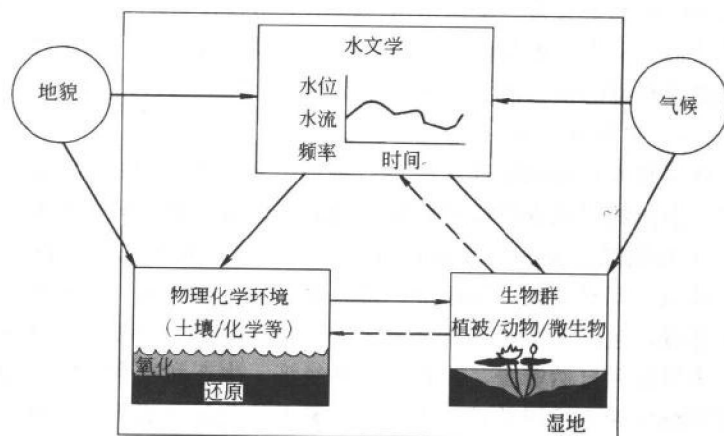 水文学
地貌
水位
水流
频率
时间
气候
物理化学环境
(土壤/化学等)
氧化
还原
生物群
植被/动物/微生物
湿地